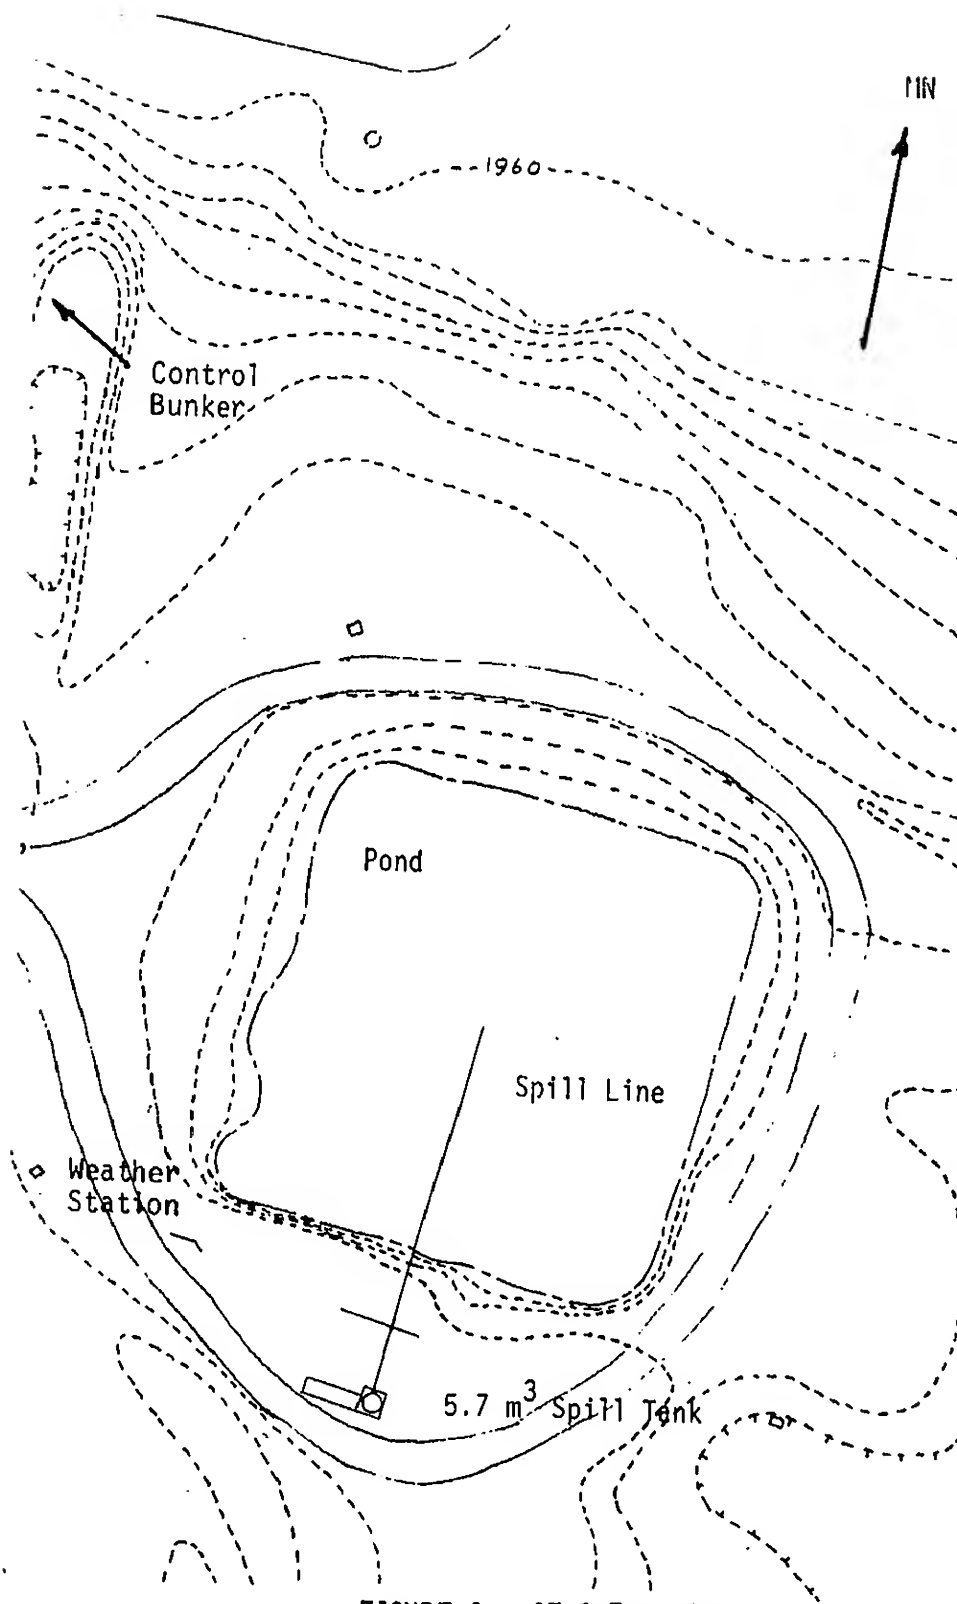 MN
1960
Control
Bunker
Pond
Spill Line
Weather
Station
5.7 m³ Spill Tank